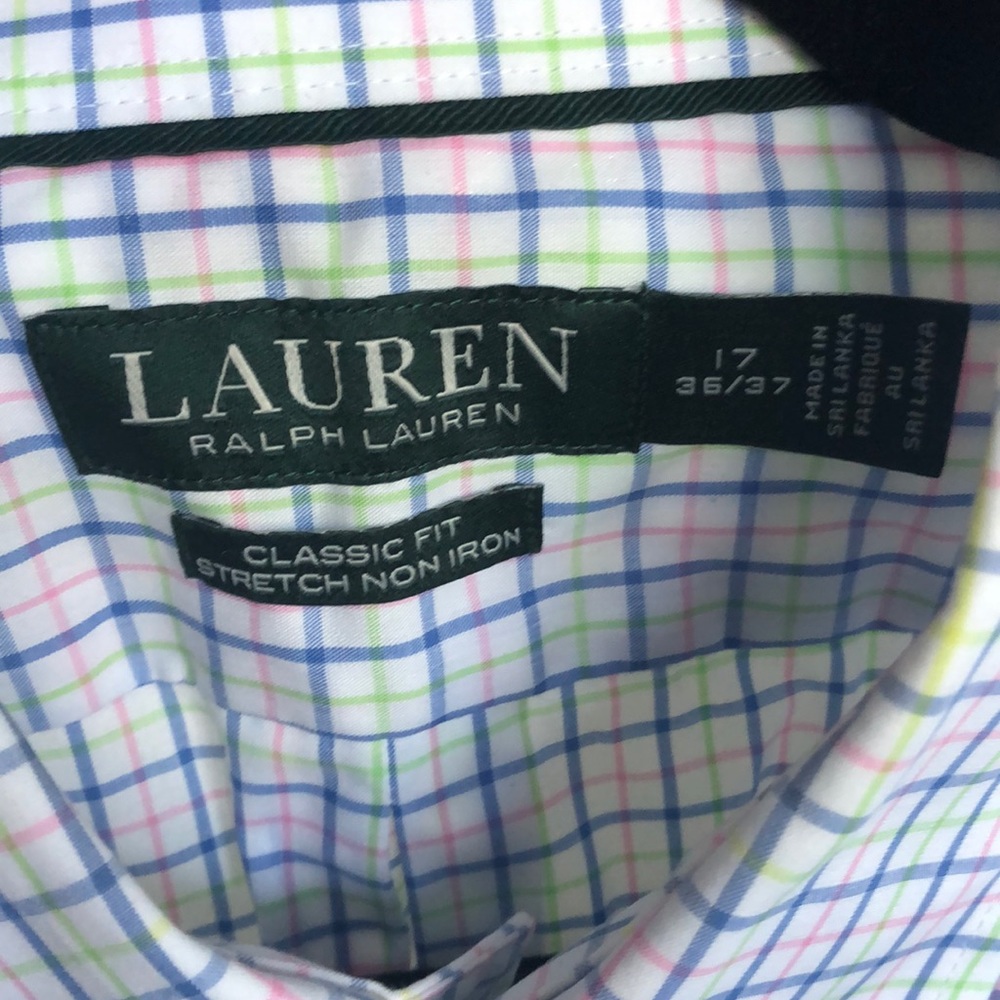 LAUREN
RALPH LAUREN
17
36/37
MADE IN
SRI LANKA
FABRIQUÉ
AU
SRI LANKA
CLASSIC FIT
STRETCH NON IRON